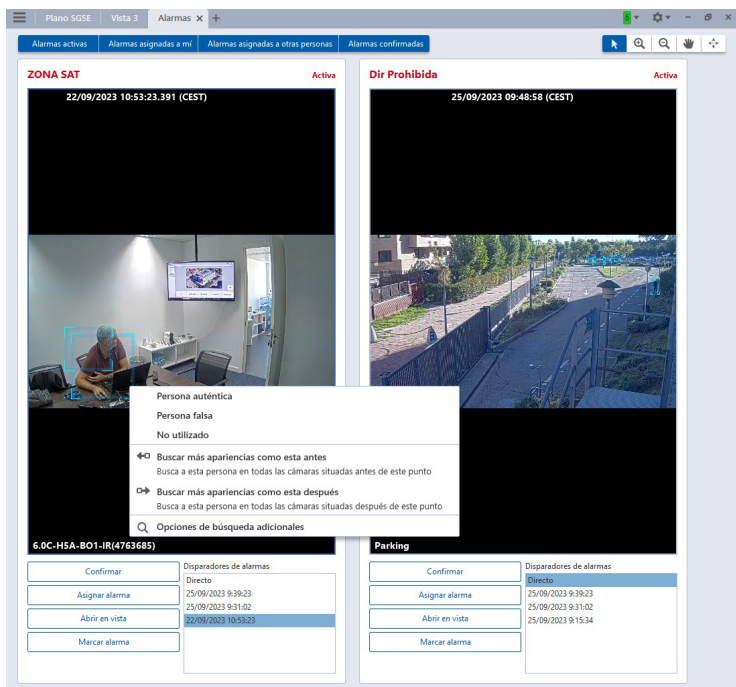 Plano SGSE
Vista 3
Alarmas
6
Alarmas activas
Alarmas asignadas a mí
Alarmas asignadas a otras personas
Alarmas confirmadas
ZONA SAT
Activa
22/09/2023 10:53:23.391 (CEST)
Persona auténtica
Persona falsa
No utilizado
Buscar más apariencias como esta antes
Busca a esta persona en todas las cámaras situadas antes de este punto
Buscar más apariencias como esta después
Busca a esta persona en todas las cámaras situadas después de este punto
Opciones de búsqueda adicionales
6.0C-H5A-BO1-IR(4763685)
Confirmar
Asignar alarma
Abrir en vista
Marcar alarma
Disparadores de alarmas
Directo
25/09/2023 9:39:23
25/09/2023 9:31:02
22/09/2023 10:53:23
Dir Prohibida
Activa
25/09/2023 09:48:58 (CEST)
Parking
Confirmar
Asignar alarma
Abrir en vista
Marcar alarma
Disparadores de alarmas
Directo
25/09/2023 9:39:23
25/09/2023 9:31:02
25/09/2023 9:15:34